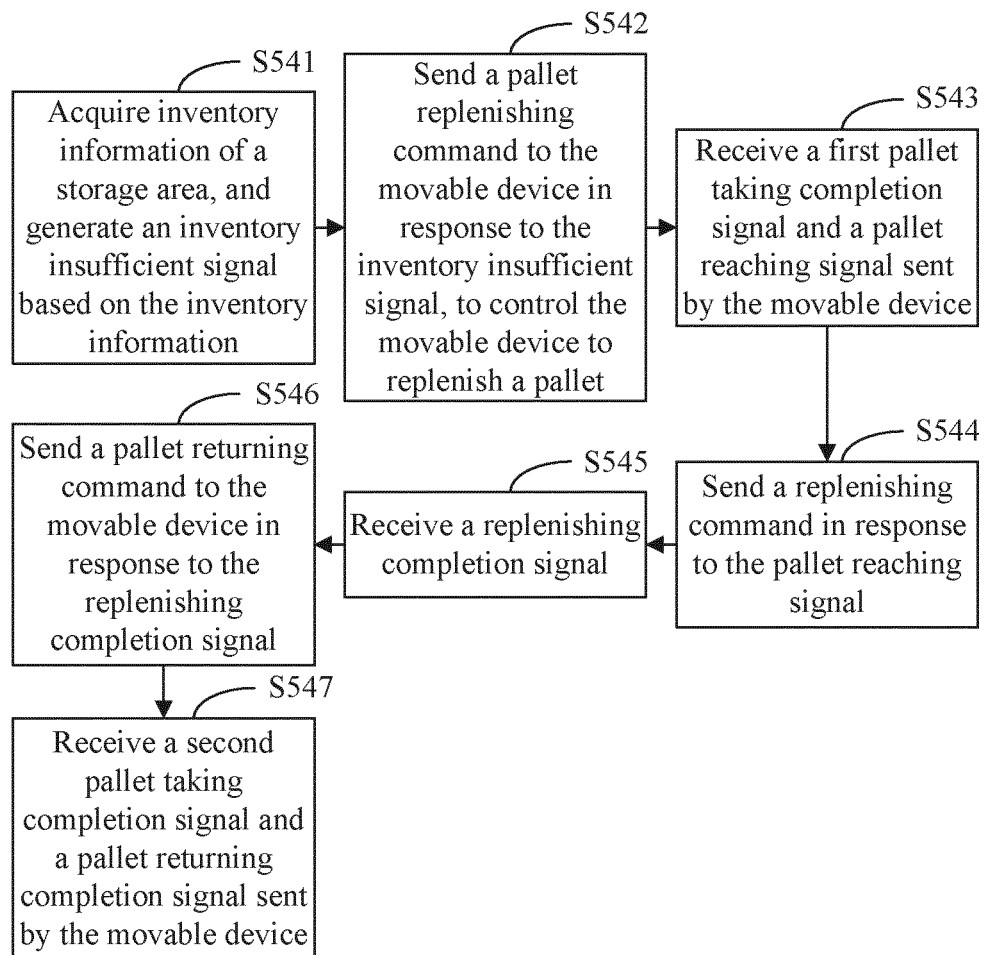 S541
Acquire inventory
information of a
storage area, and
generate an inventory
insufficient signal
based on the inventory
information
S542
Send a pallet
replenishing
command to the
movable device in
response to the
inventory insufficient
signal, to control the
movable device to
replenish a pallet
S543
Receive a first pallet
taking completion
signal and a pallet
reaching signal sent
by the movable device
S544
Send a replenishing
command in response
to the pallet reaching
signal
S545
Receive a replenishing
completion signal
S546
Send a pallet returning
command to the
movable device in
response to the
replenishing
completion signal
S547
Receive a second
pallet taking
completion signal and
a pallet returning
completion signal sent
by the movable device